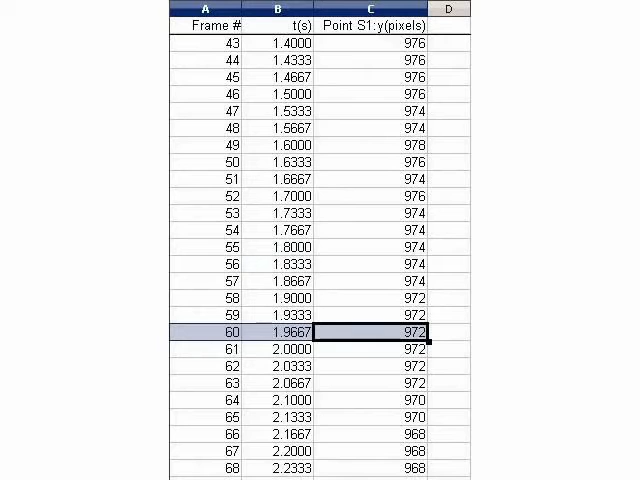 A B C D
Frame # t(s) Point S1:y(pixels)
43 1.4000 976
44 1.4333 976
45 1.4667 976
46 1.5000 976
47 1.5333 974
48 1.5667 974
49 1.6000 978
50 1.6333 976
51 1.6667 974
52 1.7000 976
53 1.7333 974
54 1.7667 974
55 1.8000 974
56 1.8333 974
57 1.8667 974
58 1.9000 972
59 1.9333 972
60 1.9667 972
61 2.0000 972
62 2.0333 972
63 2.0667 972
64 2.1000 970
65 2.1333 970
66 2.1667 968
67 2.2000 968
68 2.2333 968